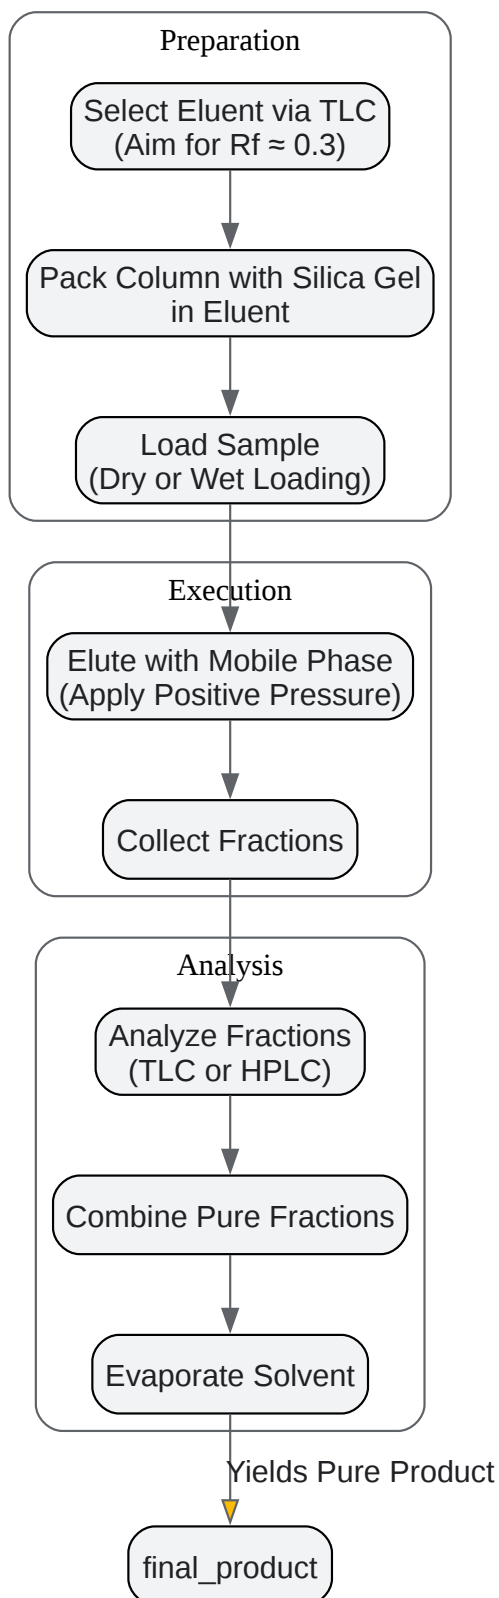 Preparation
Select Eluent via TLC
(Aim for Rf ≈ 0.3)
Pack Column with Silica Gel
in Eluent
Load Sample
(Dry or Wet Loading)
Execution
Elute with Mobile Phase
(Apply Positive Pressure)
Collect Fractions
Analysis
Analyze Fractions
(TLC or HPLC)
Combine Pure Fractions
Evaporate Solvent
Yields Pure Product
final_product